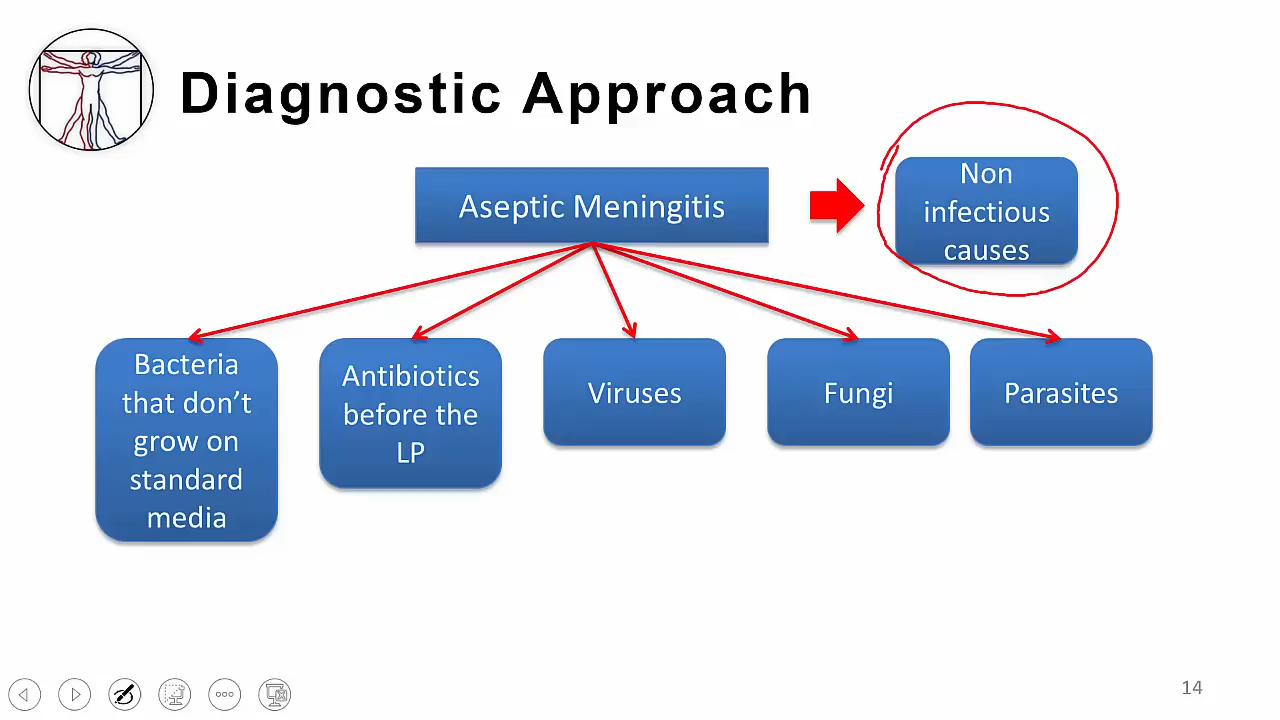 Diagnostic Approach
Aseptic Meningitis
Non
infectious
causes
Bacteria
that don’t
grow on
standard
media
Antibiotics
before the
LP
Viruses
Fungi
Parasites
14